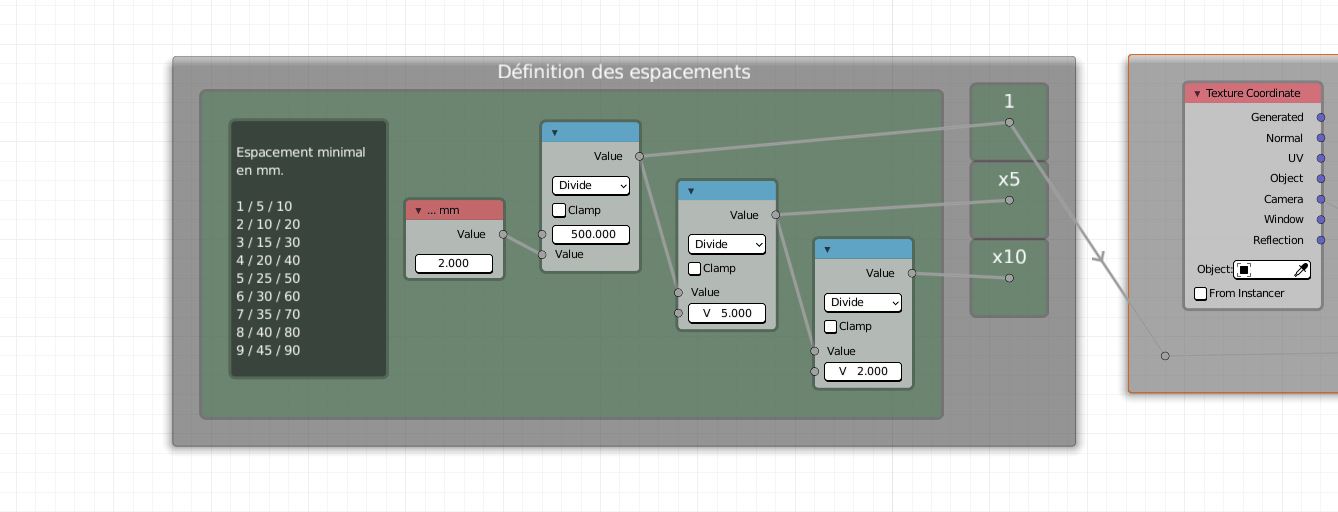 Définition des espacements
Espacement minimal
en mm.
1 / 5 / 10
2 / 10 / 20
3 / 15 / 30
4 / 20 / 40
5 / 25 / 50
6 / 30 / 60
7 / 35 / 70
8 / 40 / 80
9 / 45 / 90
... mm
Value
2.000
Value
Divide
Clamp
500.000
Value
Value
Divide
Clamp
Value
V 5.000
Value
Divide
Clamp
Value
V 2.000
1
x5
x10
Texture Coordinate
Generated
Normal
UV
Object
Camera
Window
Reflection
Object:
From Instancer